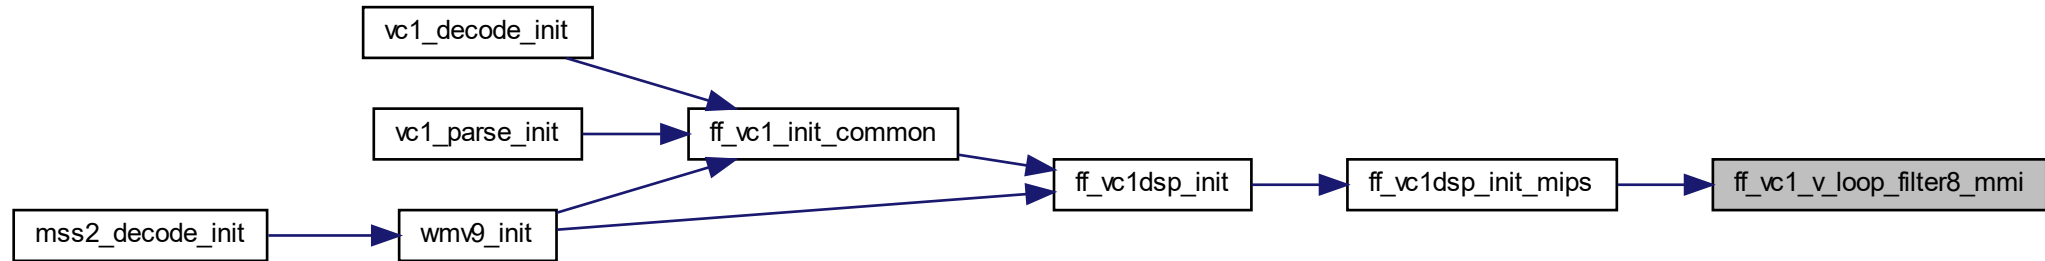 vc1_decode_init
vc1_parse_init
ff_vc1_init_common
ff_vc1dsp_init
ff_vc1dsp_init_mips
ff_vc1_v_loop_filter8_mmi
mss2_decode_init
wmv9_init